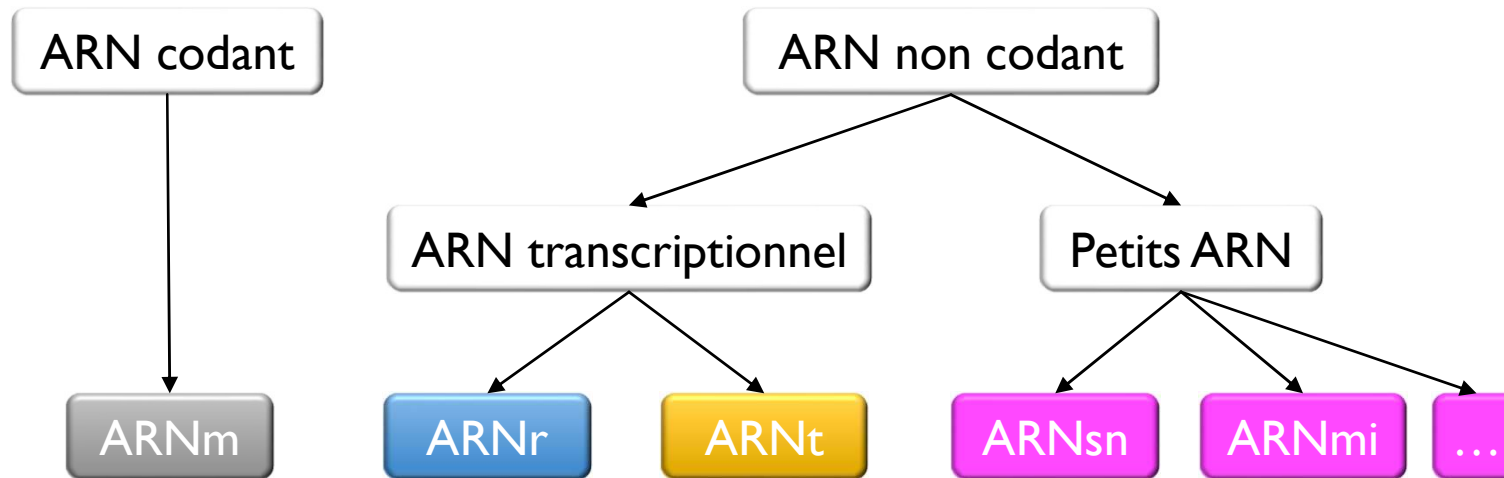 ARN codant
ARN non codant
ARN transcriptionnel
Petits ARN
ARNm
ARNr
ARNt
ARNsn
ARNmi
...